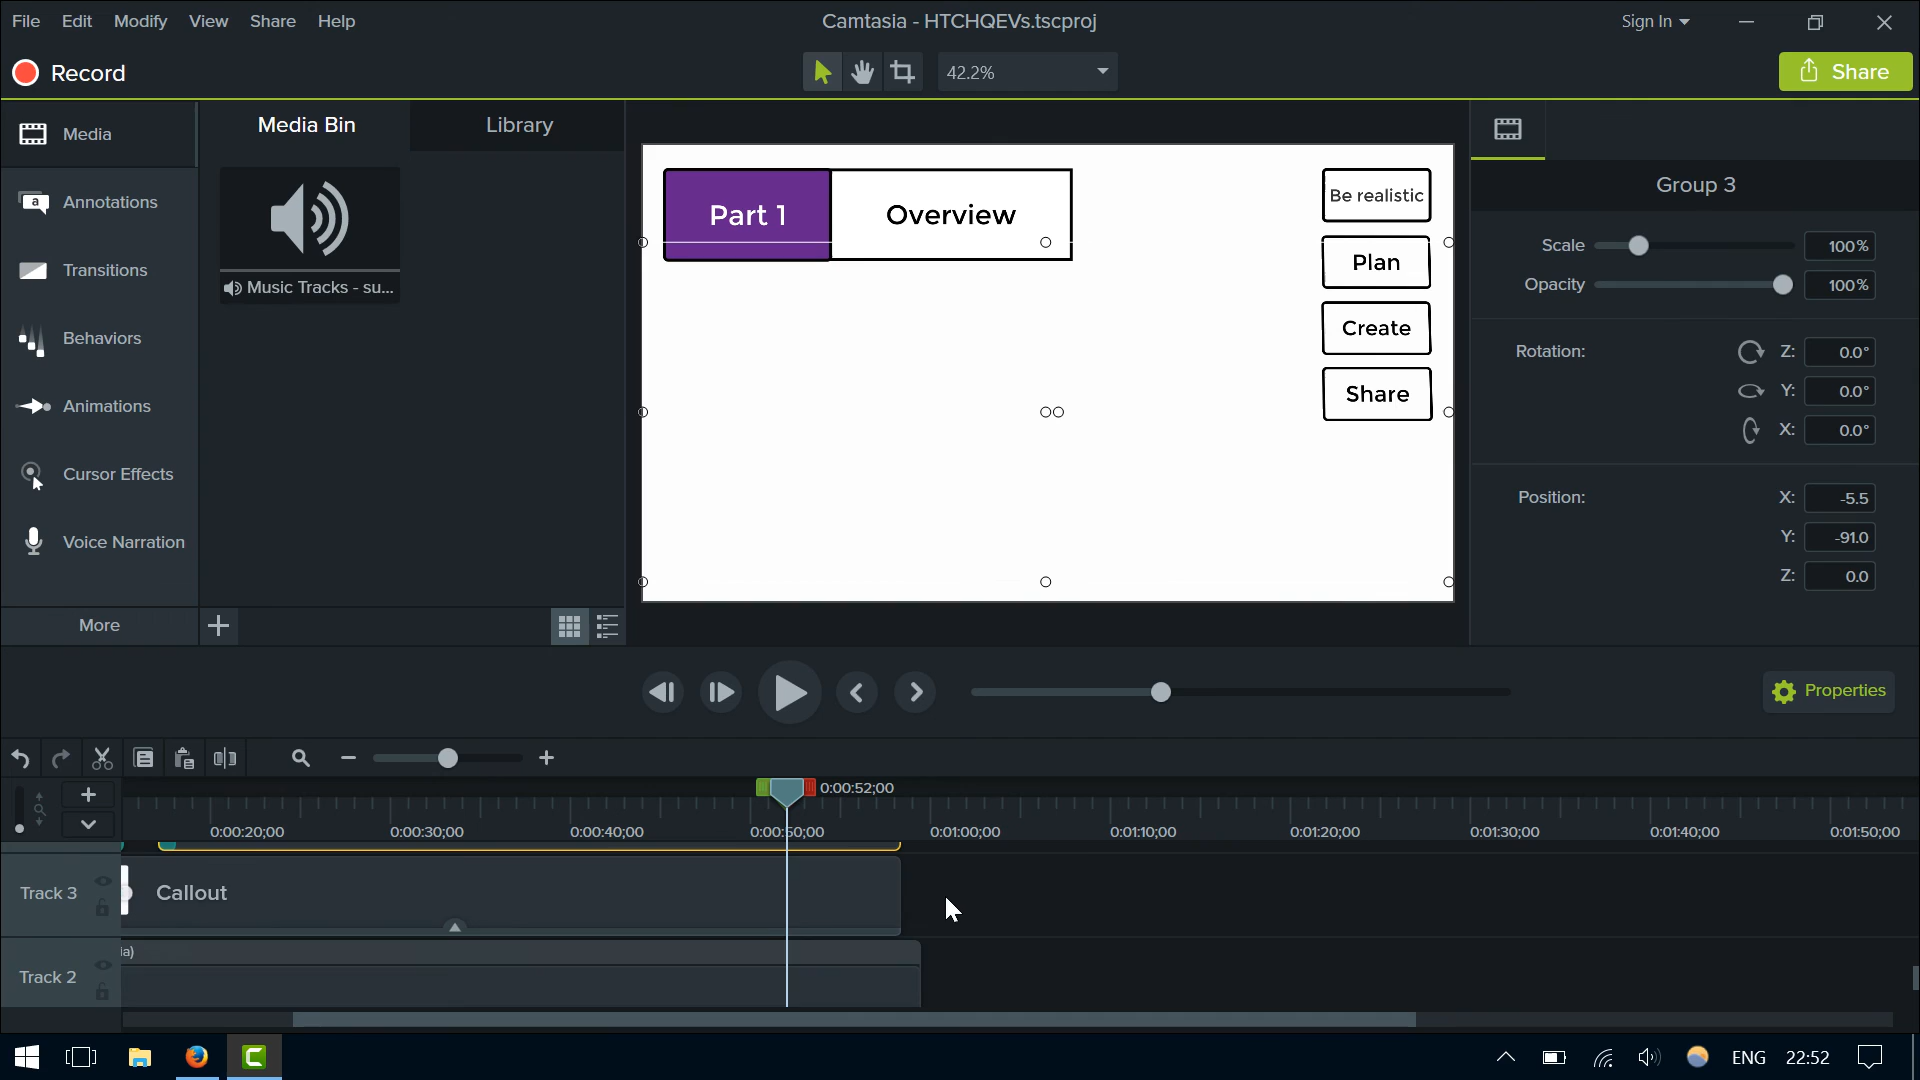 File Edit Modify View Share Help
Camtasia - HTCHQEVs.tscproj
Sign In
Record
42.2%
Share
Media
Annotations
Transitions
Behaviors
Animations
Cursor Effects
Voice Narration
More
Media Bin
Library
Music Tracks - su...
Part 1
Overview
Be realistic
Plan
Create
Share
Group 3
Scale 100%
Opacity 100%
Rotation: Z: 0.0°
Y: 0.0°
X: 0.0°
Position: X: -5.5
Y: -91.0
Z: 0.0
Properties
0:00:52;00
0:00:20;00 0:00:30;00 0:00:40;00 0:00:50;00 0:01:00;00 0:01:10;00 0:01:20;00 0:01:30;00 0:01:40;00 0:01:50;00
Track 3
a
Callout
Track 2
ia)
ENG 22:52